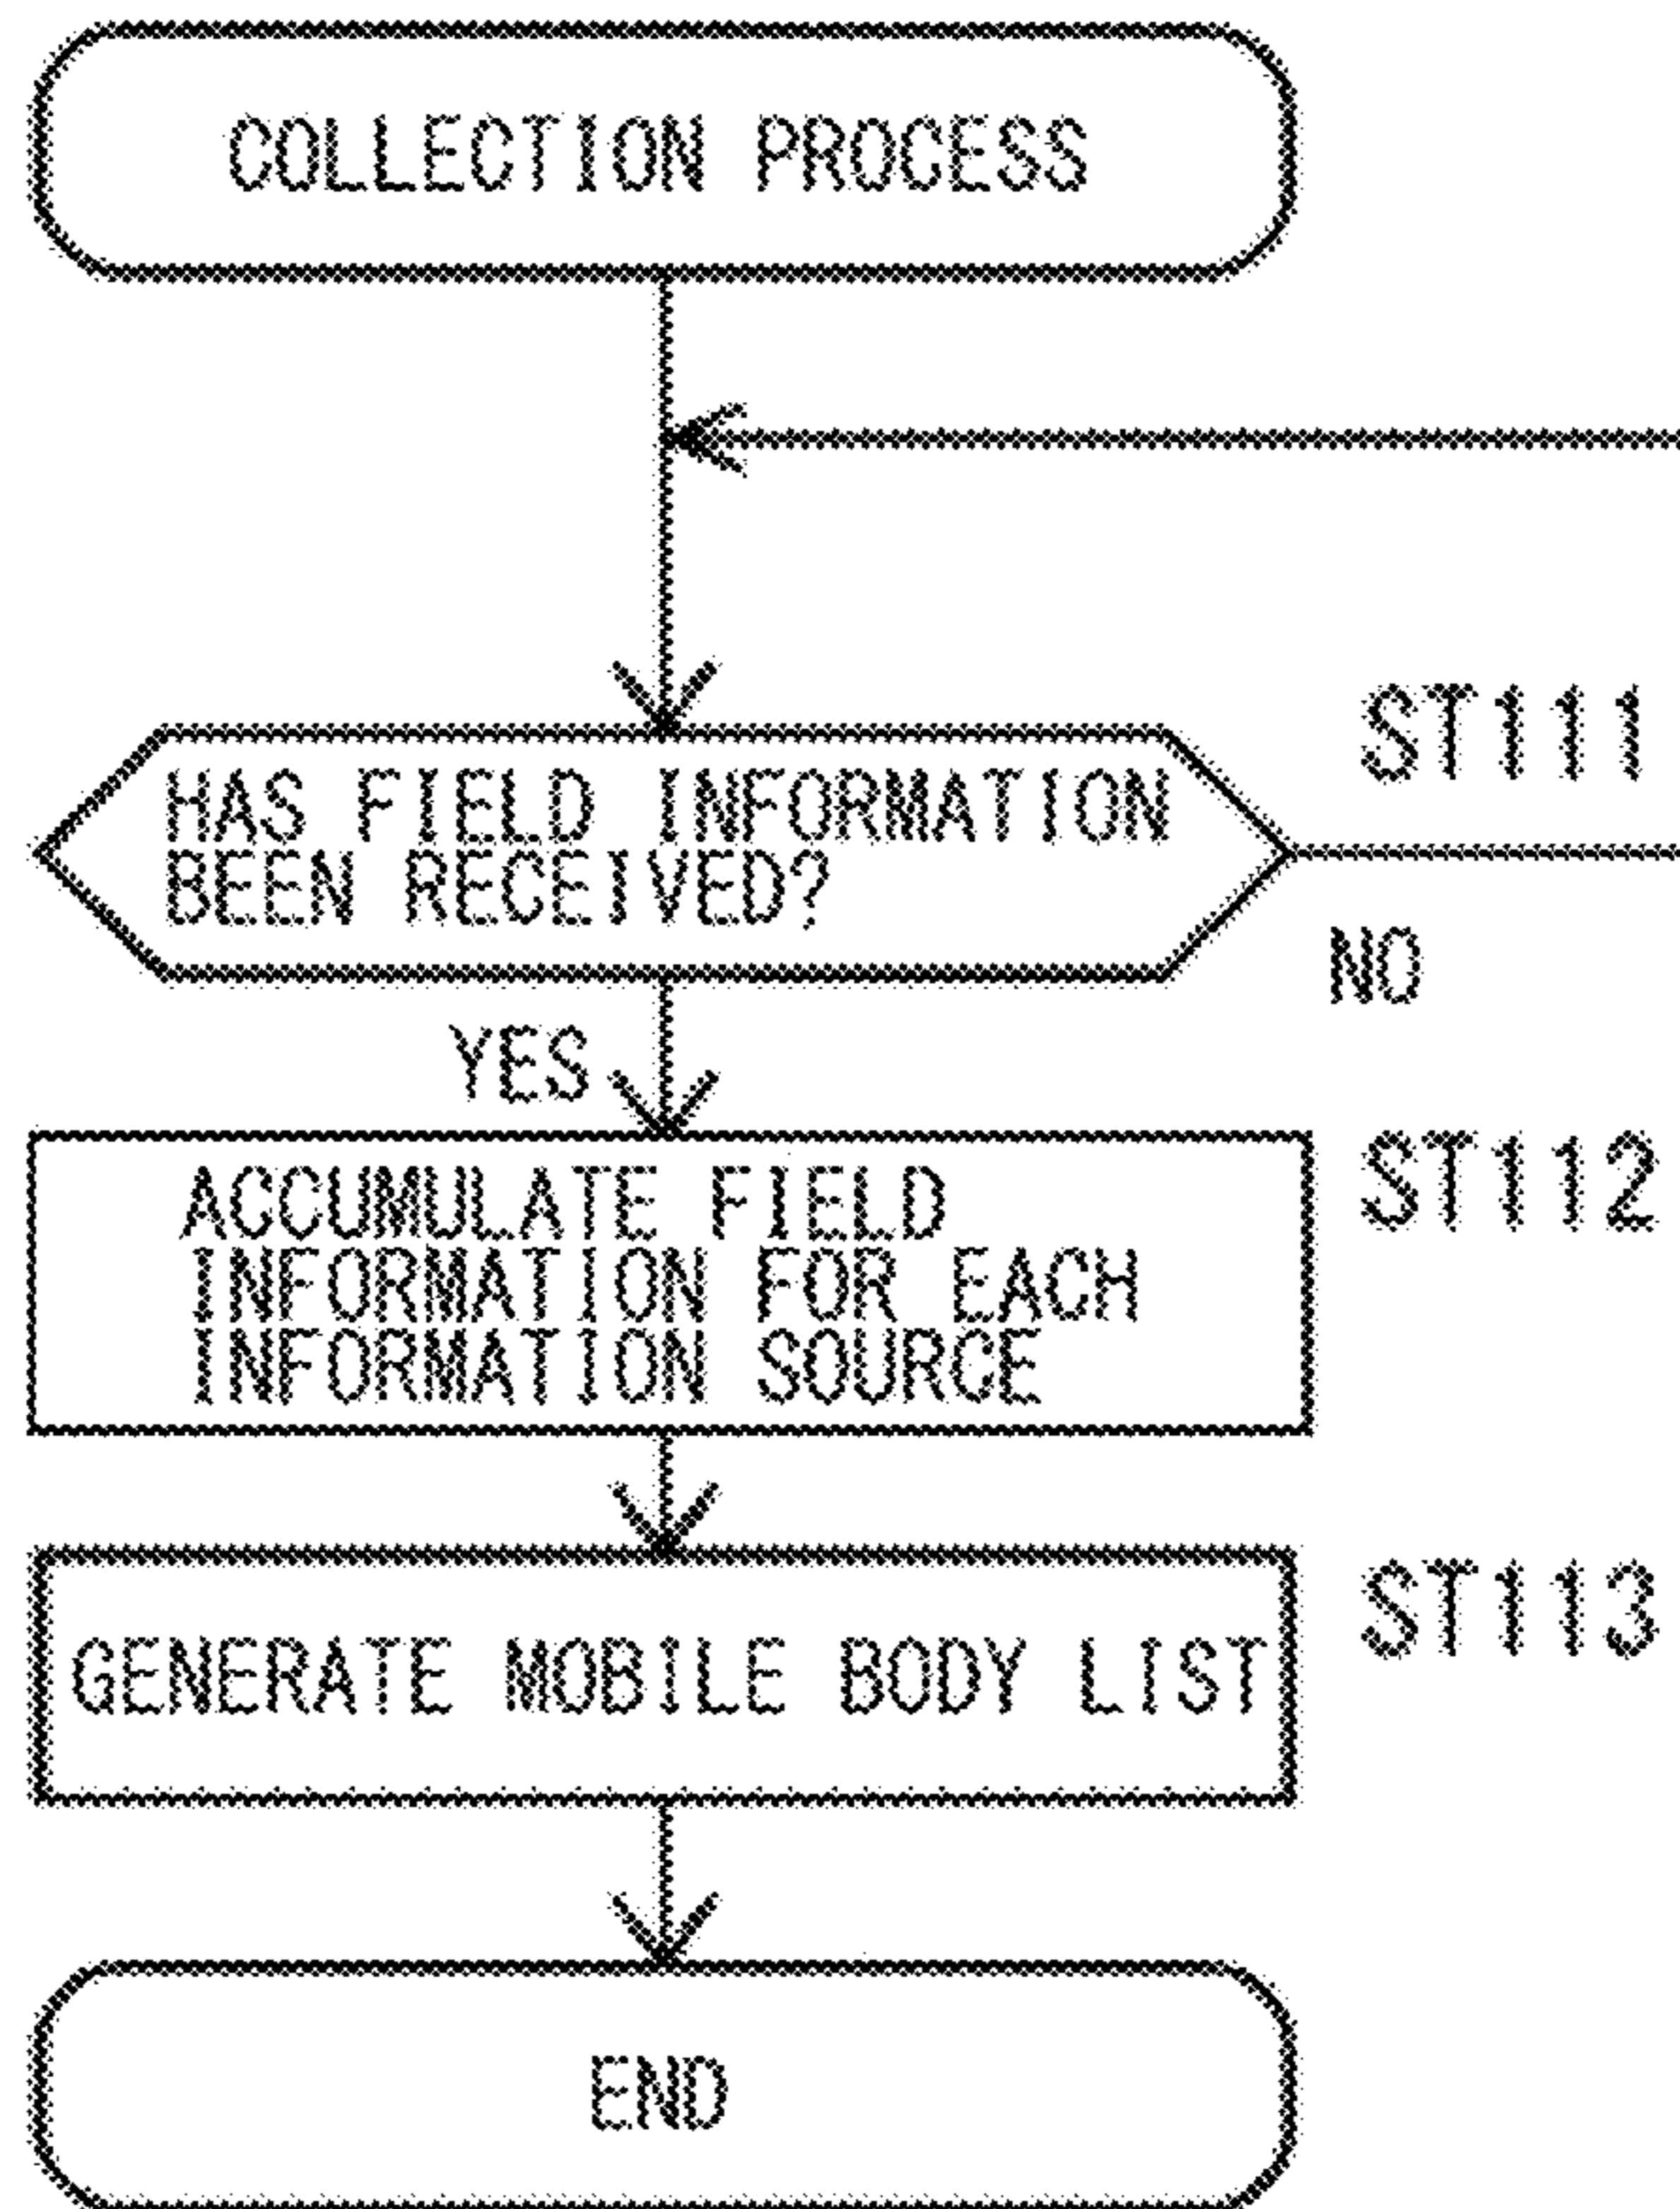 COLLECTION PROCESS
ST111
HAS FIELD INFORMATION
BEEN RECEIVED?
NO
YES
ST112
ACCUMULATE FIELD
INFORMATION FOR EACH
INFORMATION SOURCE
ST113
GENERATE MOBILE BODY LIST
END